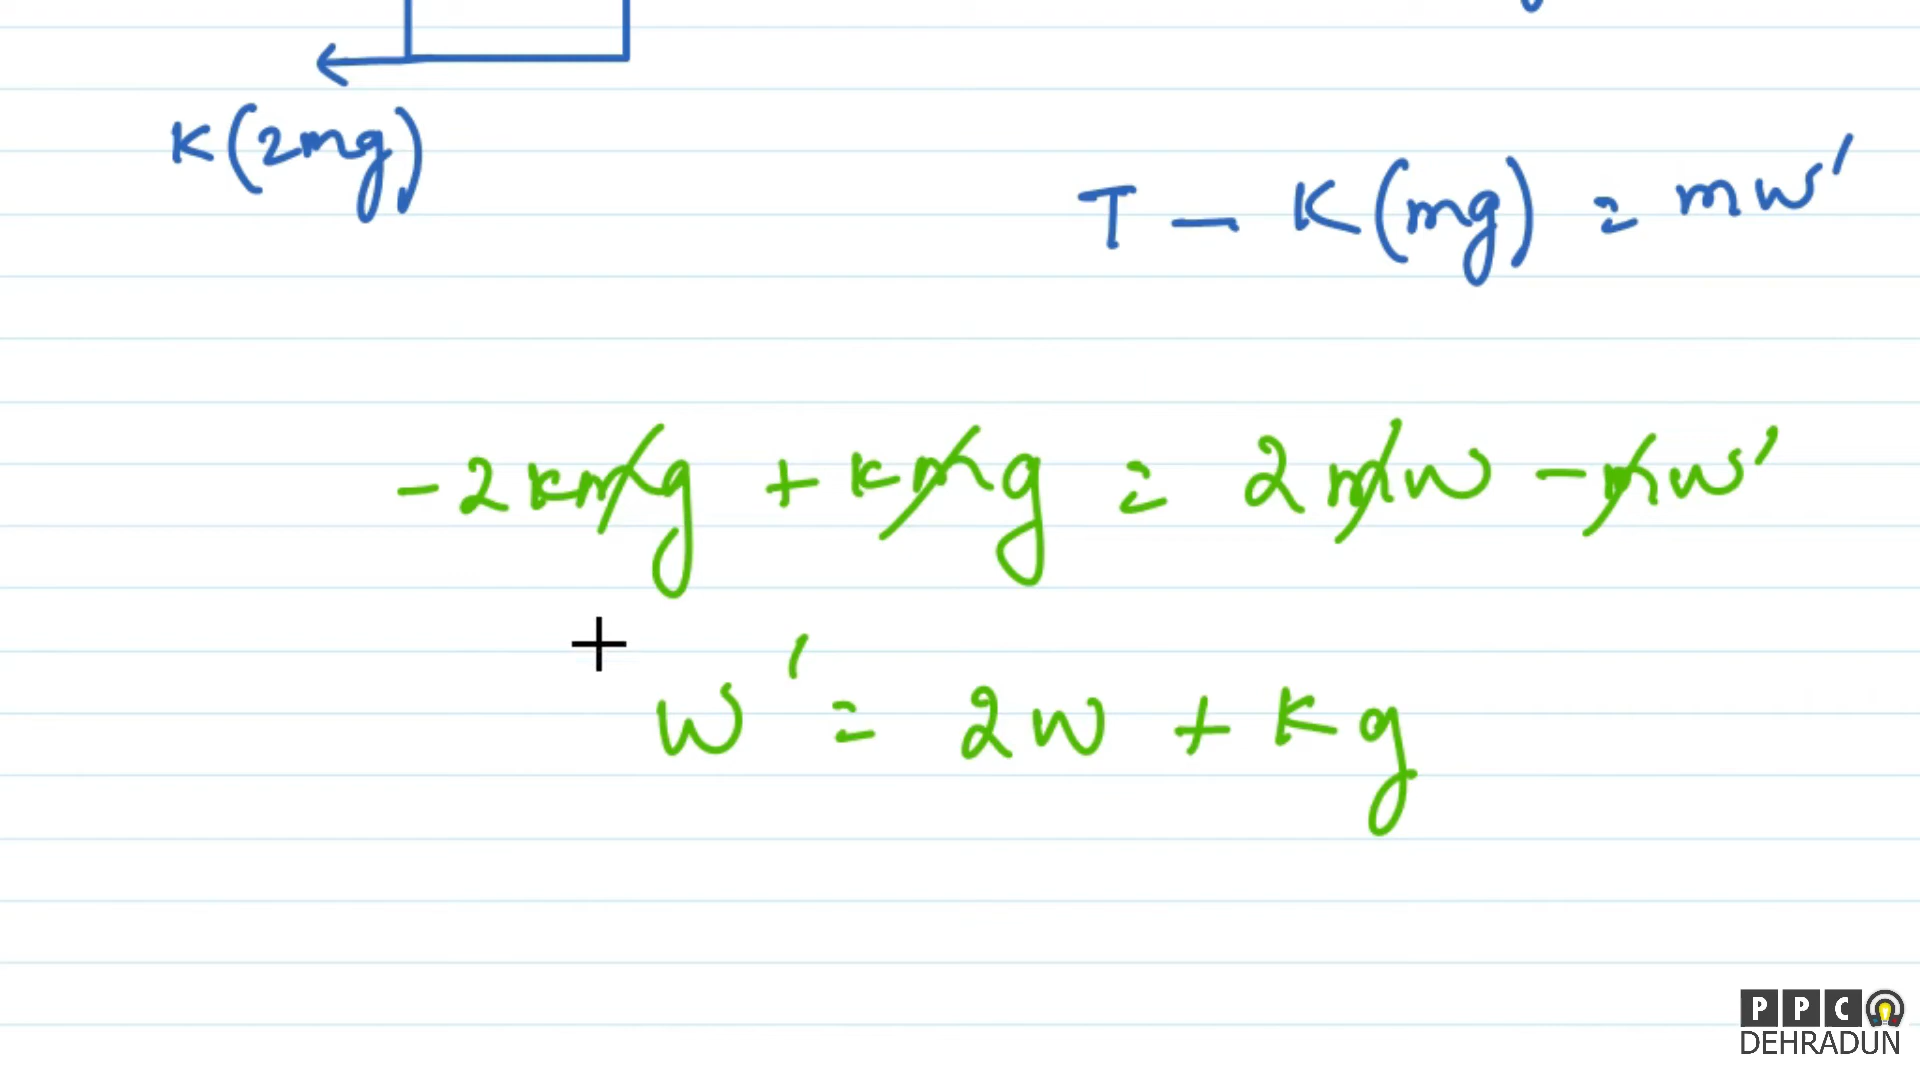 K(2mg)
T - K(mg) = mw'
-2kmg + kmg = 2mw - mw'
w' = 2w + kg
PPC
DEHRADUN